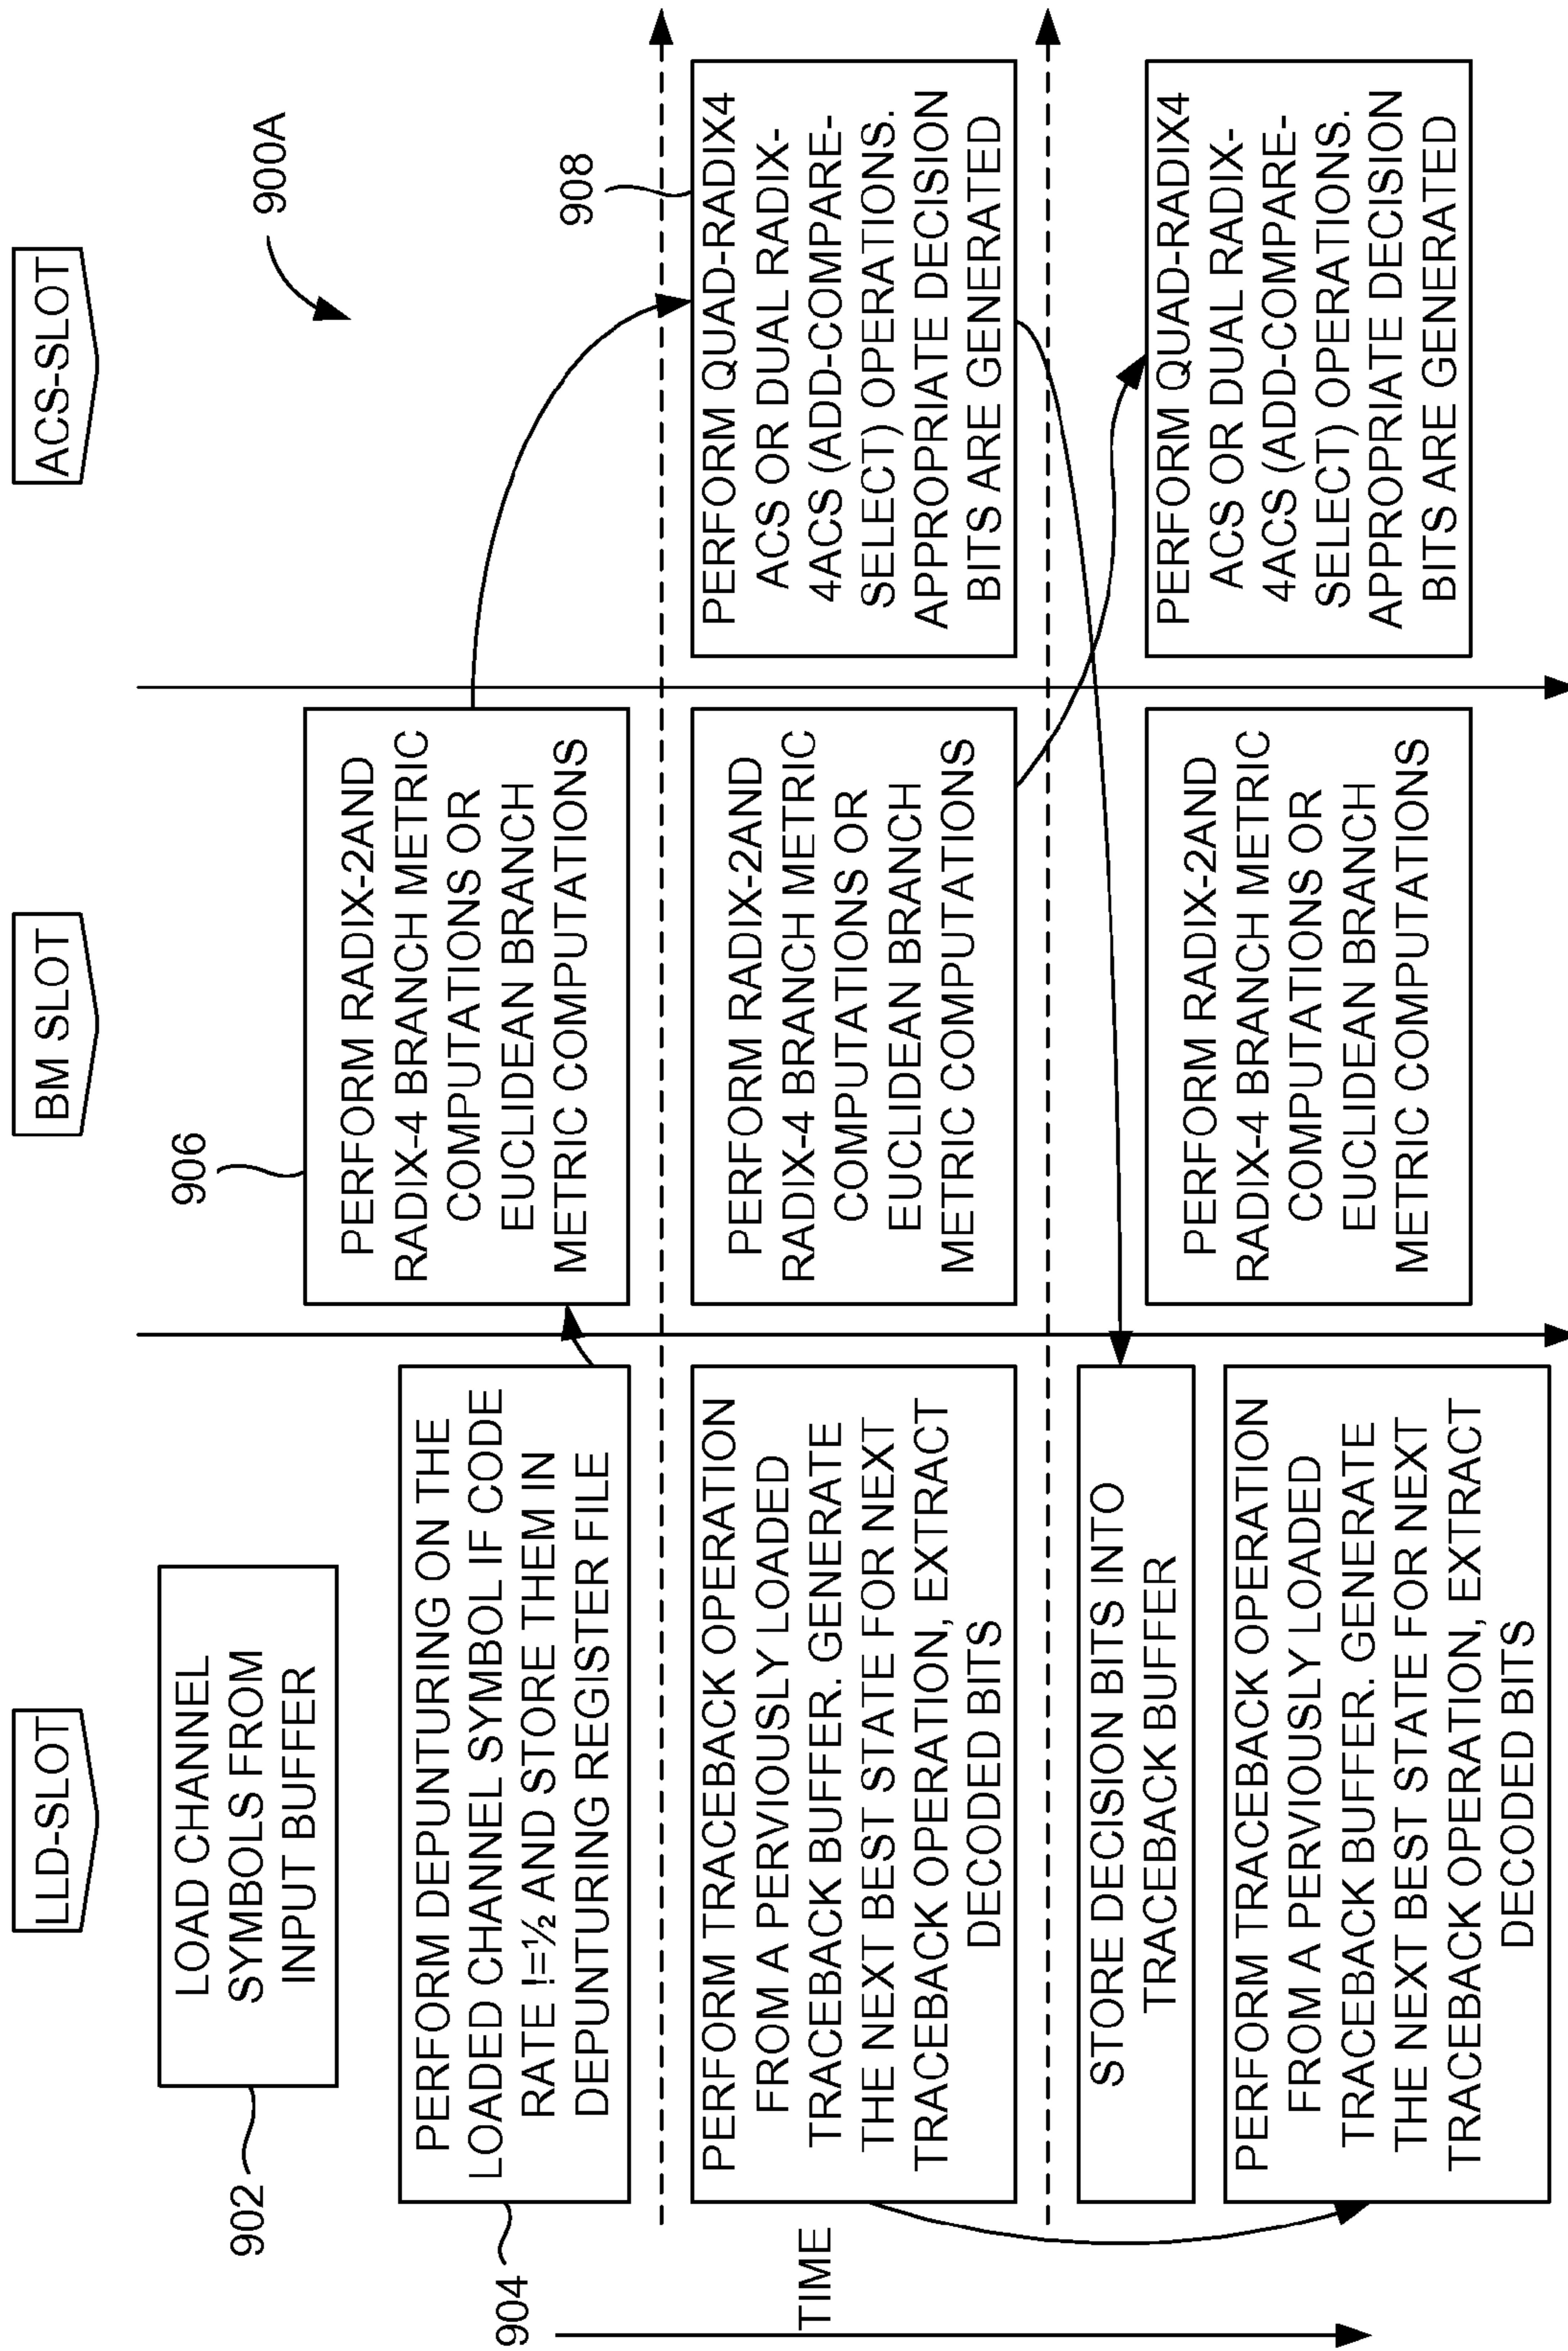 LLD-SLOT
BM SLOT
ACS-SLOT
900A
902
LOAD CHANNEL
SYMBOLS FROM
INPUT BUFFER
904
PERFORM DEPUNTURING ON THE
LOADED CHANNEL SYMBOL IF CODE
RATE !=½ AND STORE THEM IN
DEPUNTURING REGISTER FILE
906
PERFORM RADIX-2AND
RADIX-4 BRANCH METRIC
COMPUTATIONS OR
EUCLIDEAN BRANCH
METRIC COMPUTATIONS
TIME
PERFORM TRACEBACK OPERATION
FROM A PERVIOUSLY LOADED
TRACEBACK BUFFER. GENERATE
THE NEXT BEST STATE FOR NEXT
TRACEBACK OPERATION, EXTRACT
DECODED BITS
PERFORM RADIX-2AND
RADIX-4 BRANCH METRIC
COMPUTATIONS OR
EUCLIDEAN BRANCH
METRIC COMPUTATIONS
908
PERFORM QUAD-RADIX4
ACS OR DUAL RADIX-
4ACS (ADD-COMPARE-
SELECT) OPERATIONS.
APPROPRIATE DECISION
BITS ARE GENERATED
STORE DECISION BITS INTO
TRACEBACK BUFFER
PERFORM TRACEBACK OPERATION
FROM A PERVIOUSLY LOADED
TRACEBACK BUFFER. GENERATE
THE NEXT BEST STATE FOR NEXT
TRACEBACK OPERATION, EXTRACT
DECODED BITS
PERFORM RADIX-2AND
RADIX-4 BRANCH METRIC
COMPUTATIONS OR
EUCLIDEAN BRANCH
METRIC COMPUTATIONS
PERFORM QUAD-RADIX4
ACS OR DUAL RADIX-
4ACS (ADD-COMPARE-
SELECT) OPERATIONS.
APPROPRIATE DECISION
BITS ARE GENERATED